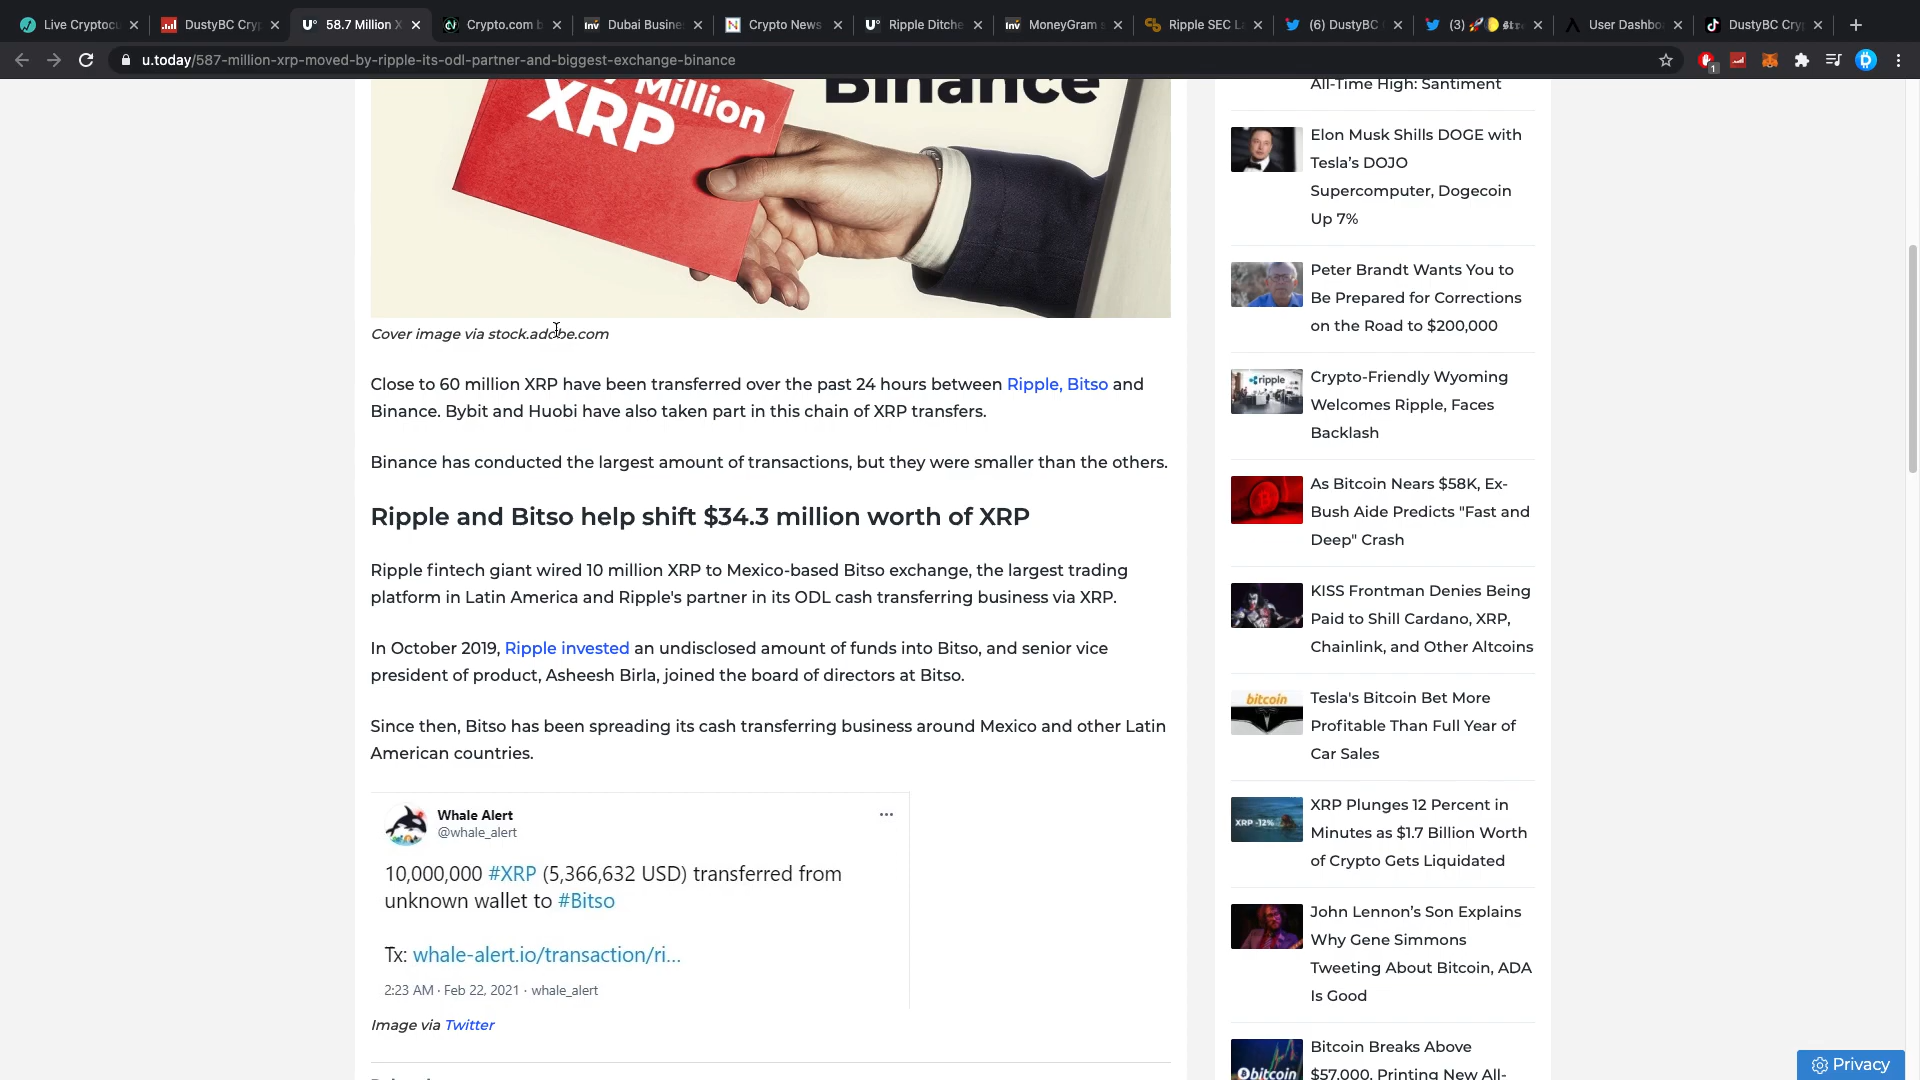 Live Cryptocu
DustyBC Cryp
58.7 Million X
Crypto.com b
Dubai Busine
Crypto News
Ripple Ditche
MoneyGram s
Ripple SEC La
(6) DustyBC
(3)
User Dashbo
DustyBC Cryp
u.today/587-million-xrp-moved-by-ripple-its-odl-partner-and-biggest-exchange-binance
Million
XRP
Binance
Cover image via stock.adobe.com
Close to 60 million XRP have been transferred over the past 24 hours between Ripple, Bitso and
Binance. Bybit and Huobi have also taken part in this chain of XRP transfers.
Binance has conducted the largest amount of transactions, but they were smaller than the others.
Ripple and Bitso help shift $34.3 million worth of XRP
Ripple fintech giant wired 10 million XRP to Mexico-based Bitso exchange, the largest trading
platform in Latin America and Ripple's partner in its ODL cash transferring business via XRP.
In October 2019, Ripple invested an undisclosed amount of funds into Bitso, and senior vice
president of product, Asheesh Birla, joined the board of directors at Bitso.
Since then, Bitso has been spreading its cash transferring business around Mexico and other Latin
American countries.
Whale Alert
@whale_alert
10,000,000 #XRP (5,366,632 USD) transferred from
unknown wallet to #Bitso
Tx: whale-alert.io/transaction/ri...
2:23 AM · Feb 22, 2021 · whale_alert
Image via Twitter
All-Time High: Santiment
Elon Musk Shills DOGE with
Tesla's DOJO
Supercomputer, Dogecoin
Up 7%
Peter Brandt Wants You to
Be Prepared for Corrections
on the Road to $200,000
ripple
Crypto-Friendly Wyoming
Welcomes Ripple, Faces
Backlash
As Bitcoin Nears $58K, Ex-
Bush Aide Predicts "Fast and
Deep" Crash
KISS Frontman Denies Being
Paid to Shill Cardano, XRP,
Chainlink, and Other Altcoins
bitcoin
Tesla's Bitcoin Bet More
Profitable Than Full Year of
Car Sales
XRP -12%
XRP Plunges 12 Percent in
Minutes as $1.7 Billion Worth
of Crypto Gets Liquidated
John Lennon's Son Explains
Why Gene Simmons
Tweeting About Bitcoin, ADA
Is Good
bitcoin
Bitcoin Breaks Above
$57,000, Printing New All-
Privacy